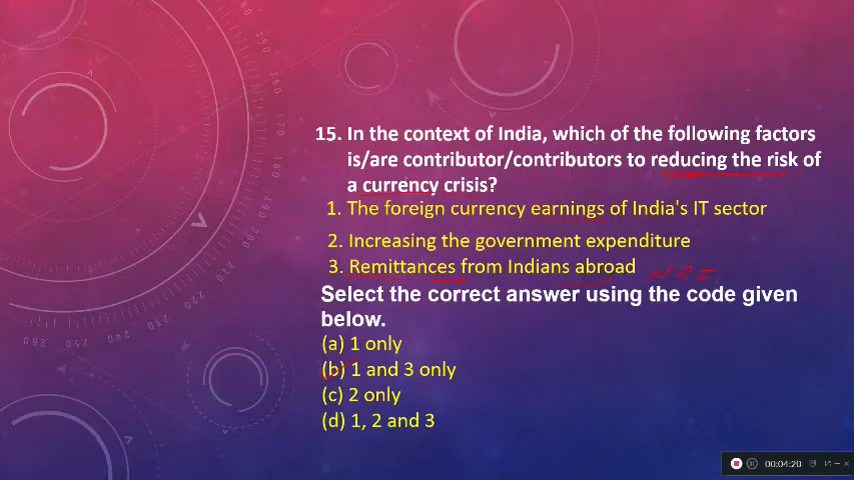 15. In the context of India, which of the following factors
is/are contributor/contributors to reducing the risk of
a currency crisis?
1. The foreign currency earnings of India's IT sector
2. Increasing the government expenditure
3. Remittances from Indians abroad NRI
Select the correct answer using the code given
below.
(a) 1 only
(b) 1 and 3 only
(c) 2 only
(d) 1, 2 and 3
00:04:20